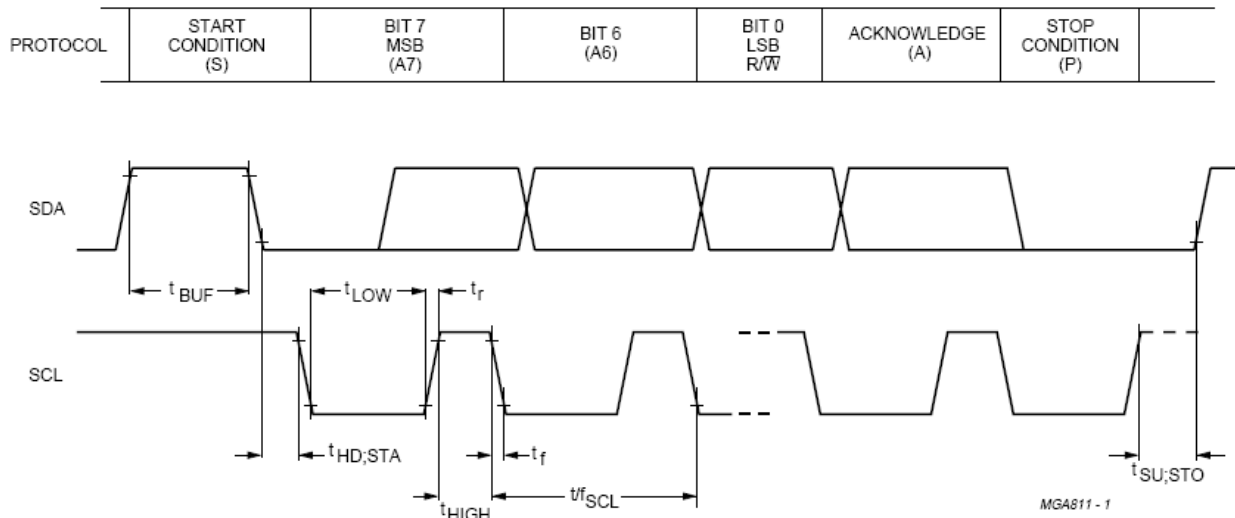 PROTOCOL
START
CONDITION
(S)
BIT 7
MSB
(A7)
BIT 6
(A6)
BIT 0
LSB
R/W̅
ACKNOWLEDGE
(A)
STOP
CONDITION
(P)
SDA
t BUF
t LOW
t r
SCL
t HD;STA
t f
t HIGH
t/f SCL
t SU;STO
MGA811 - 1